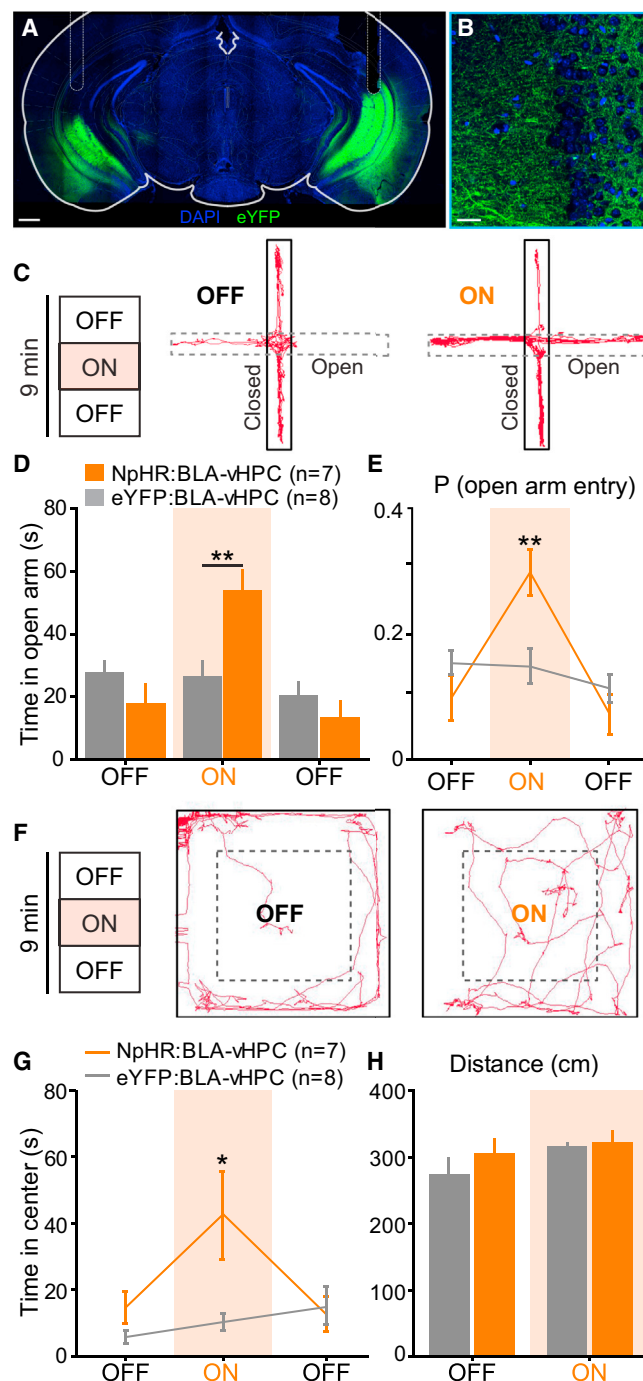 A
B
DAPI eYFP
C
9 min
OFF
ON
OFF
OFF
Closed
Open
ON
Closed
Open
D
NpHR:BLA-vHPC (n=7)
eYFP:BLA-vHPC (n=8)
Time in open arm (s)
80
60
40
20
0
**
OFF
ON
OFF
E
P (open arm entry)
0.4
0.2
0
**
OFF
ON
OFF
F
9 min
OFF
ON
OFF
OFF
ON
G
NpHR:BLA-vHPC (n=7)
eYFP:BLA-vHPC (n=8)
Time in center (s)
80
60
40
20
0
*
OFF
ON
OFF
H
Distance (cm)
400
300
200
100
0
OFF
ON